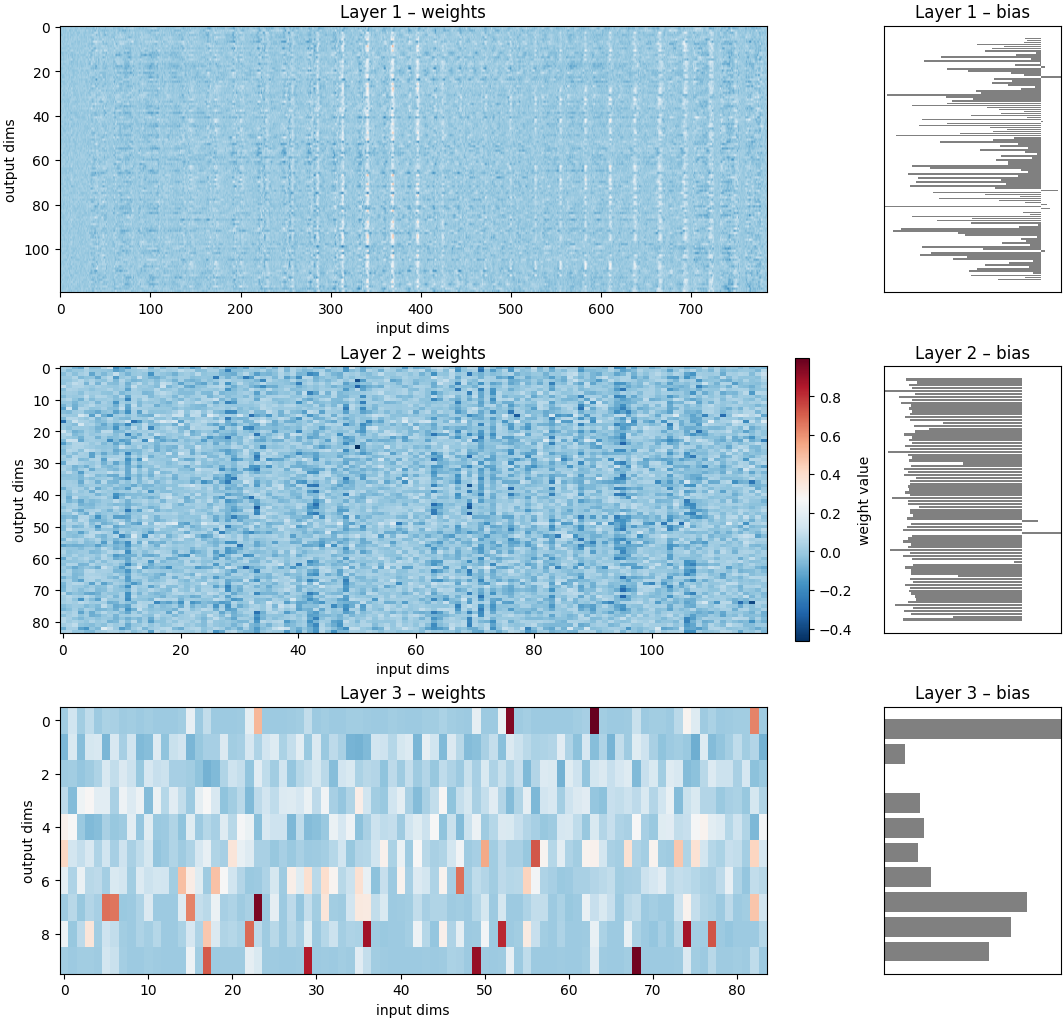 Layer 1 – weights
Layer 1 – bias
0
20
40
60
80
100
output dims
0 100 200 300 400 500 600 700
input dims
Layer 2 – weights
Layer 2 – bias
0
10
20
30
40
50
60
70
80
output dims
0 20 40 60 80 100
input dims
0.8
0.6
0.4
0.2
0.0
−0.2
−0.4
weight value
Layer 3 – weights
Layer 3 – bias
0
2
4
6
8
output dims
0 10 20 30 40 50 60 70 80
input dims